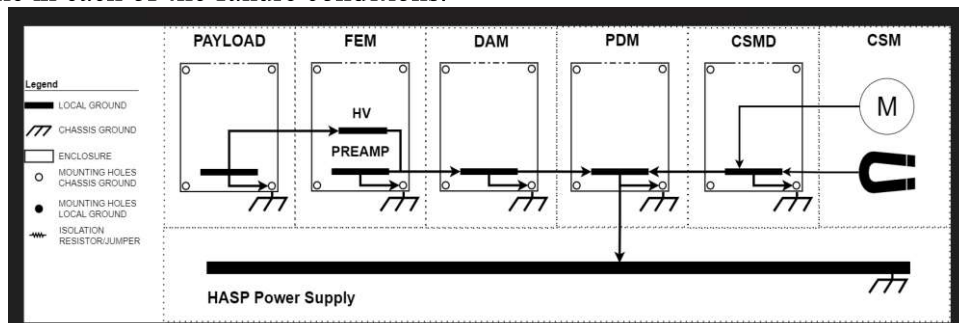 PAYLOAD FEM DAM PDM CSMD CSM
Legend
LOCAL GROUND
CHASSIS GROUND
ENCLOSURE
MOUNTING HOLES
CHASSIS GROUND
MOUNTING HOLES
LOCAL GROUND
ISOLATION
RESISTOR/JUMPER
HV
PREAMP
M
HASP Power Supply